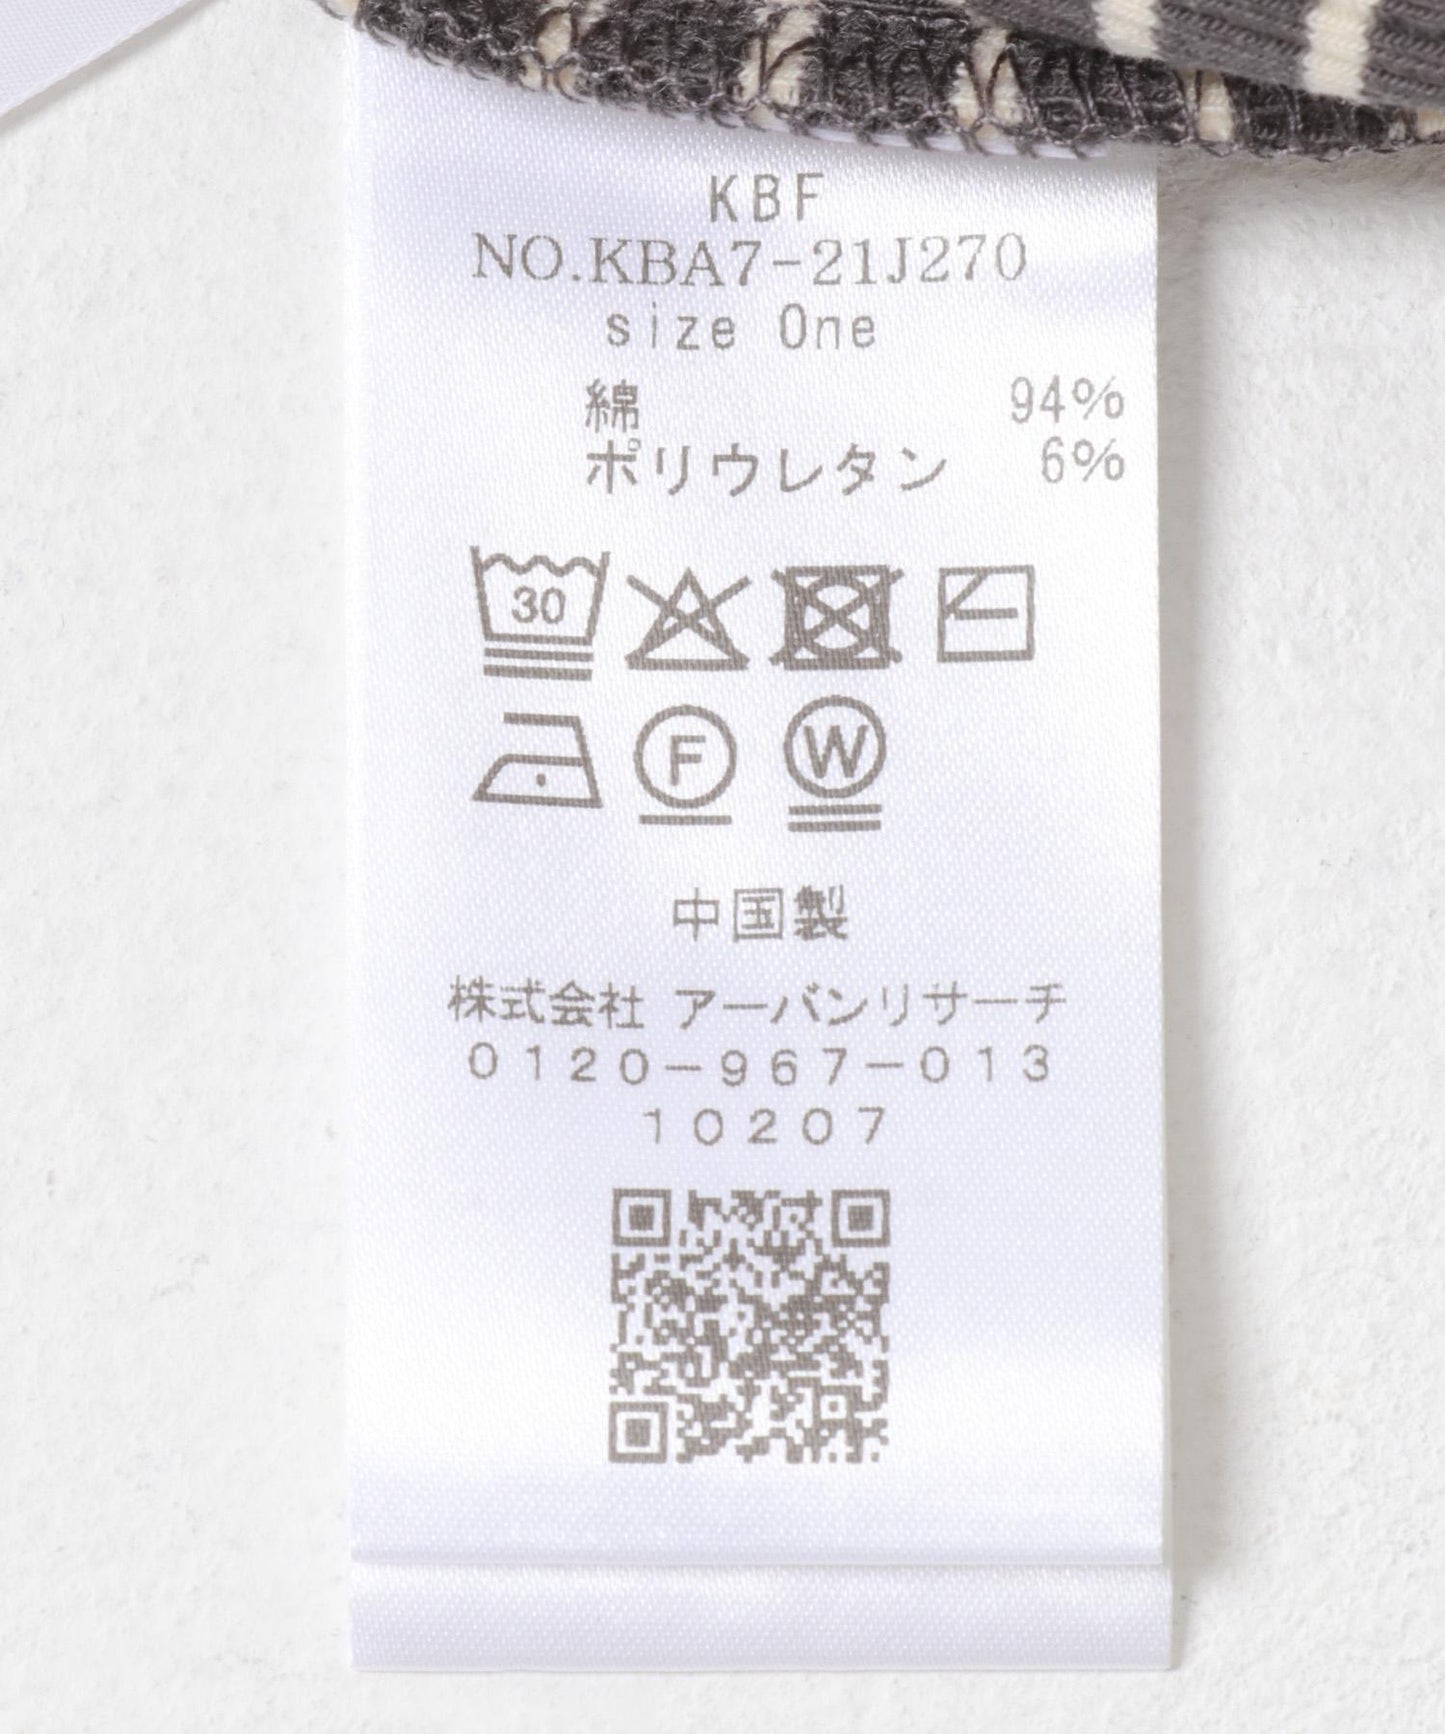 KBF
NO.KBA7-21J270
size One
綿 94%
ポリウレタン 6%
30
F W
中国製
株式会社 アーバンリサーチ
0120-967-013
10207